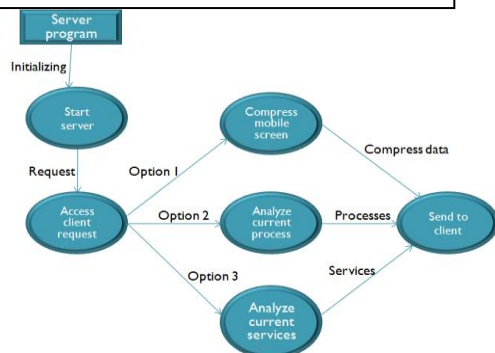 Server
program
Initializing
Start
server
Request
Access
client
request
Option 1
Compress
mobile
screen
Compress data
Option 2
Analyze
current
process
Processes
Send to
client
Option 3
Analyze
current
services
Services